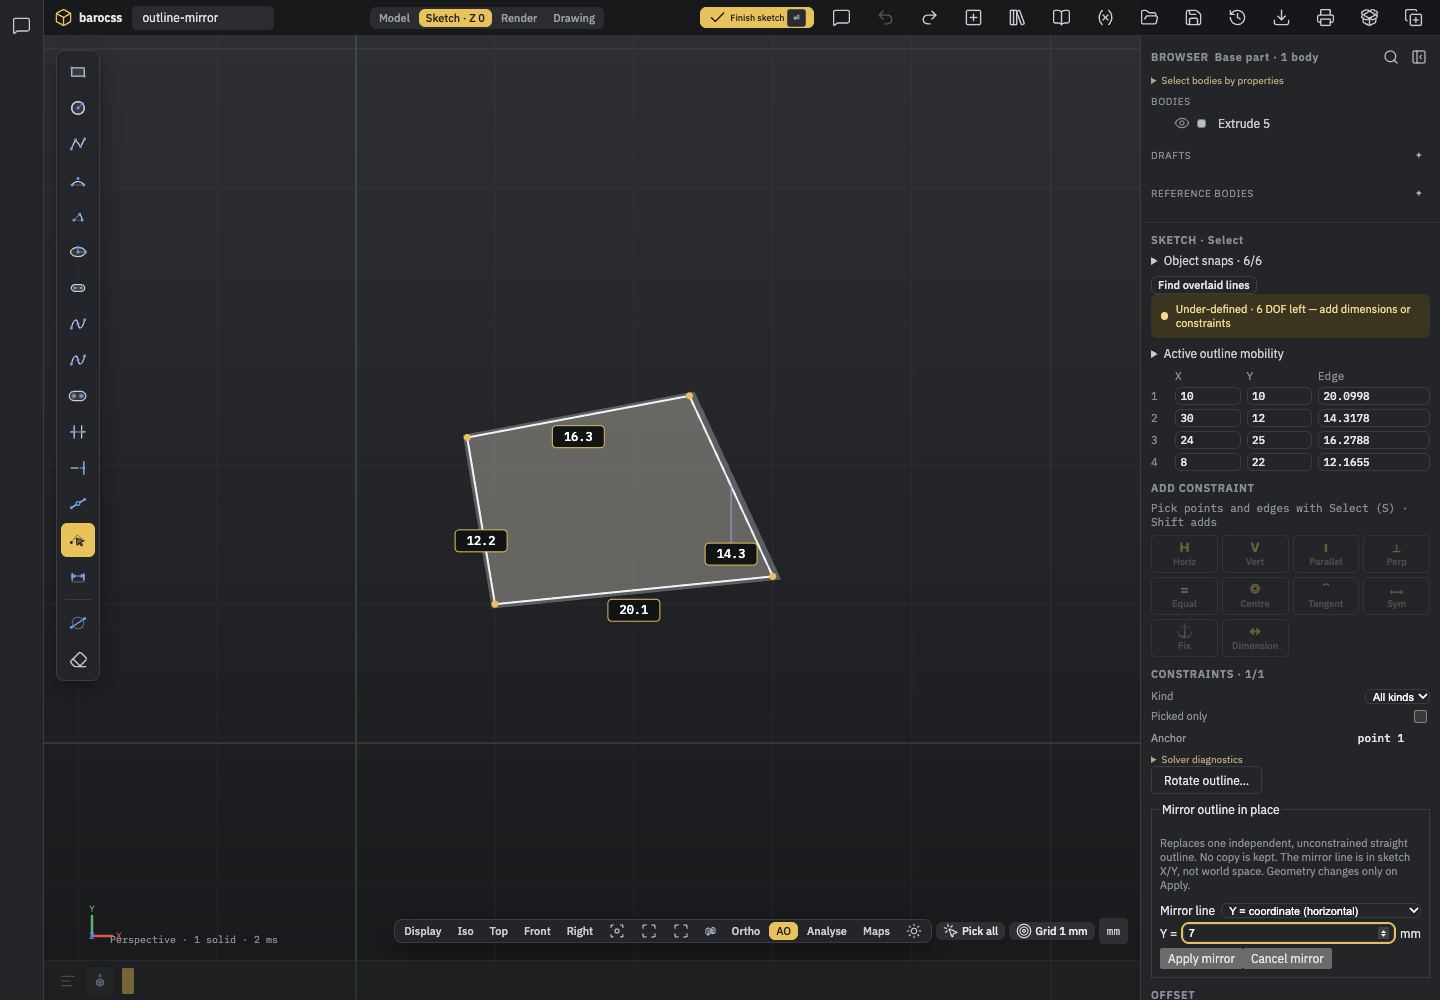 barocss
outline-mirror
Model
Sketch · Z 0
Render
Drawing
Finish sketch
BROWSER Base part · 1 body
Select bodies by properties
BODIES
Extrude 5
DRAFTS
+
REFERENCE BODIES
+
SKETCH · Select
Object snaps · 6/6
Find overlaid lines
Under-defined · 6 DOF left — add dimensions or
constraints
Active outline mobility
X Y Edge
1 10 10 20.0998
2 30 12 14.3178
3 24 25 16.2788
4 8 22 12.1655
ADD CONSTRAINT
Pick points and edges with Select (S) ·
Shift adds
H Horiz
V Vert
Parallel
Perp
Equal
Centre
Tangent
Sym
Fix
Dimension
CONSTRAINTS · 1/1
Kind All kinds
Picked only
Anchor point 1
Solver diagnostics
Rotate outline...
Mirror outline in place
Replaces one independent, unconstrained straight
outline. No copy is kept. The mirror line is in sketch
X/Y, not world space. Geometry changes only on
Apply.
Mirror line Y = coordinate (horizontal)
Y = 7 mm
Apply mirror Cancel mirror
OFFSET
16.3
12.2
14.3
20.1
Y
X
Z
Perspective · 1 solid · 2 ms
Display
Iso
Top
Front
Right
Ortho
AO
Analyse
Maps
Pick all
Grid 1 mm
mm